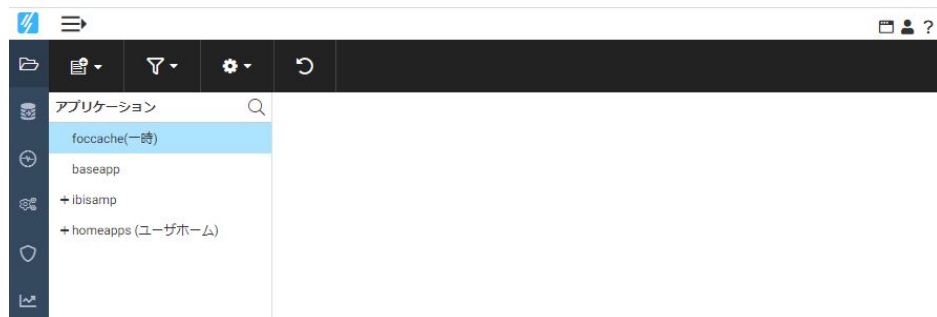 ?
アプリケーション
foccache(一時)
baseapp
+ ibisamp
+ homeapps (ユーザホーム)